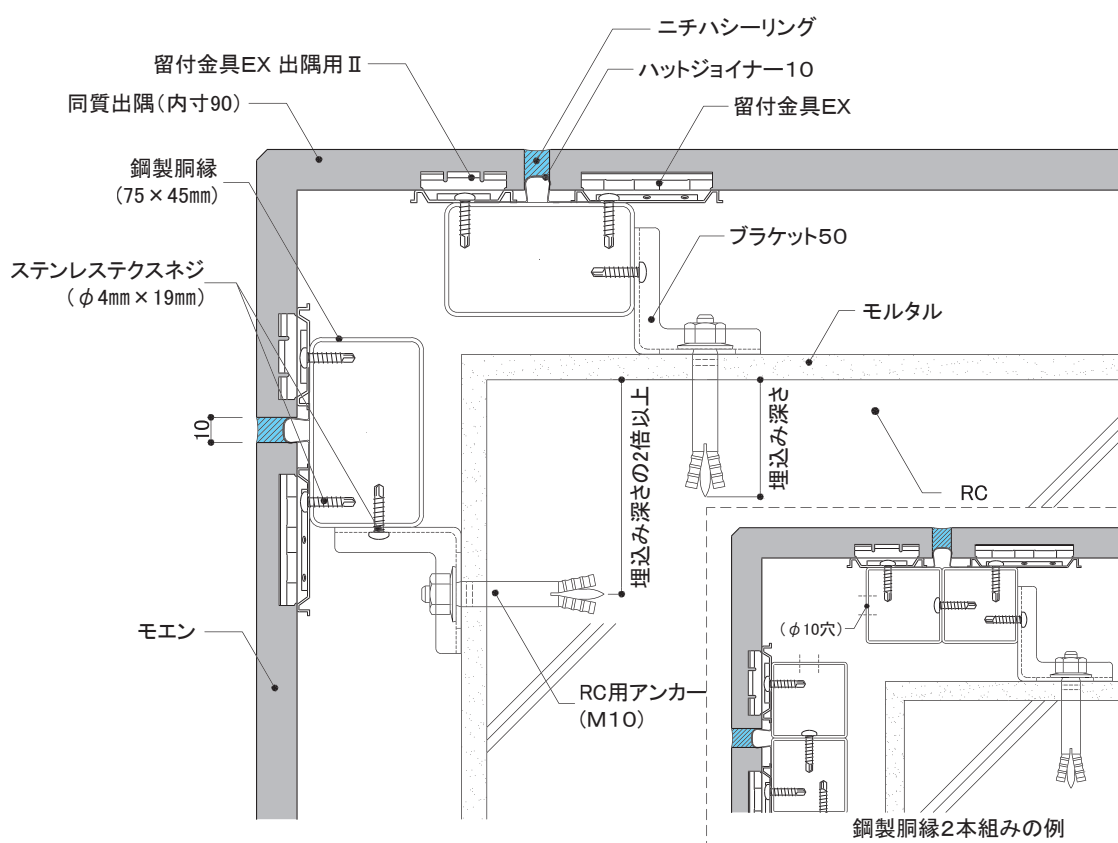 ニチハシーリング
留付金具EX 出隅用Ⅱ
ハットジョイナー10
同質出隅(内寸90)
留付金具EX
鋼製胴縁
(75×45mm)
ブラケット50
ステンレステクスネジ
(φ4mm×19mm)
モルタル
10
埋込み深さの2倍以上
埋込み深さ
RC
モエン
RC用アンカー
(M10)
(φ10穴)
鋼製胴縁2本組みの例